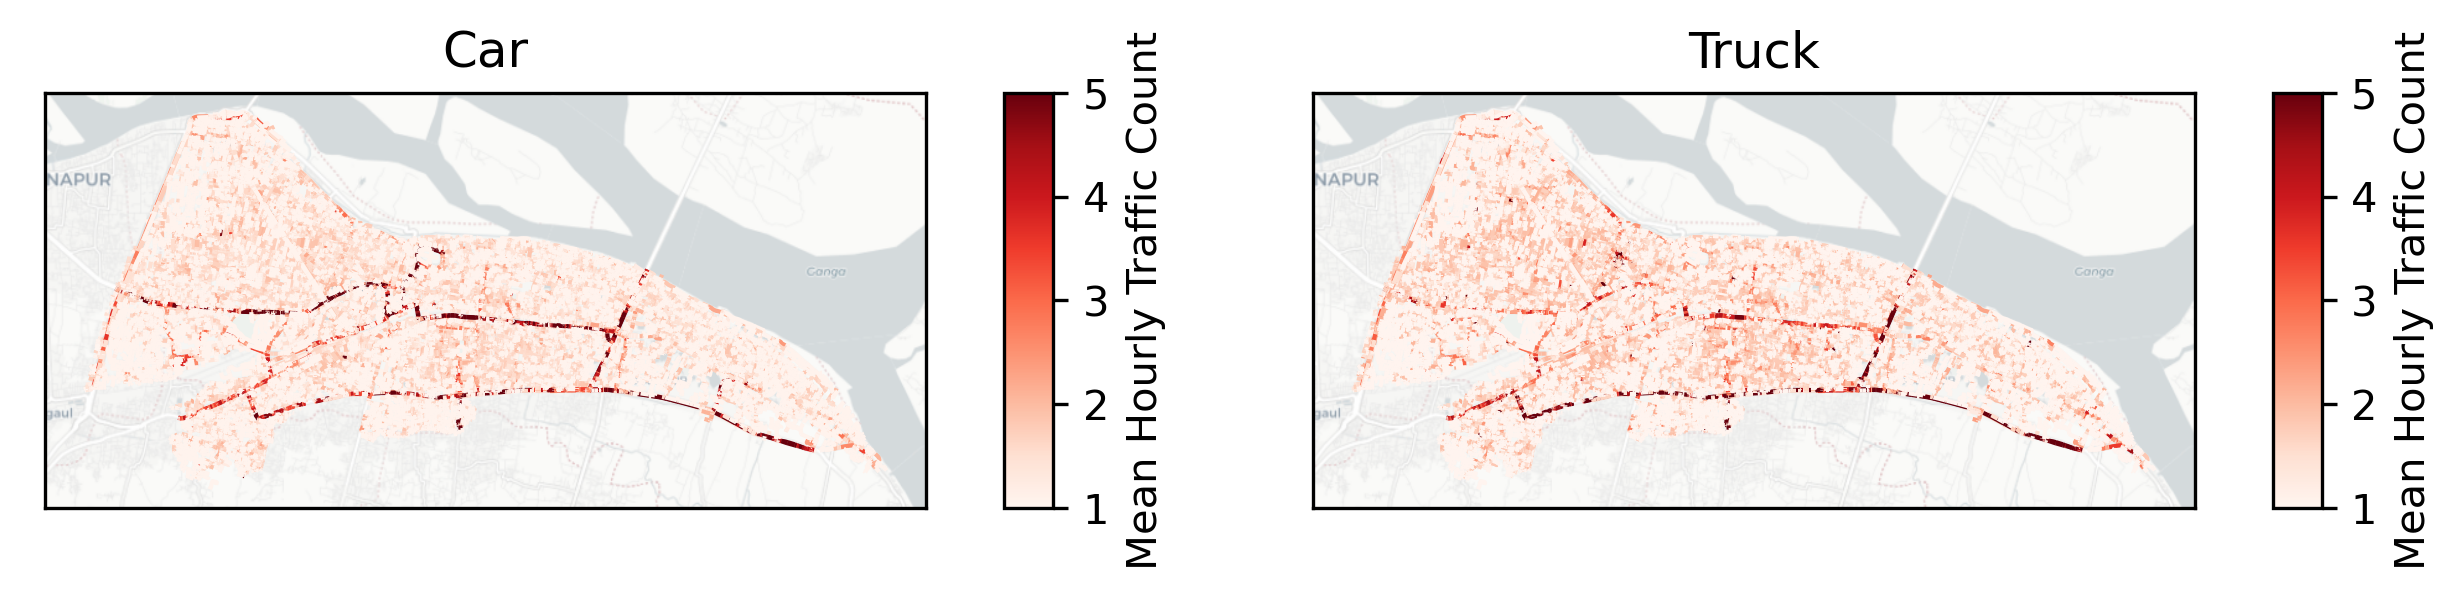 Car
NAPUR
Ganga
gaul
5
4
3
2
1
Mean Hourly Traffic Count
Truck
NAPUR
Ganga
gaul
5
4
3
2
1
Mean Hourly Traffic Count